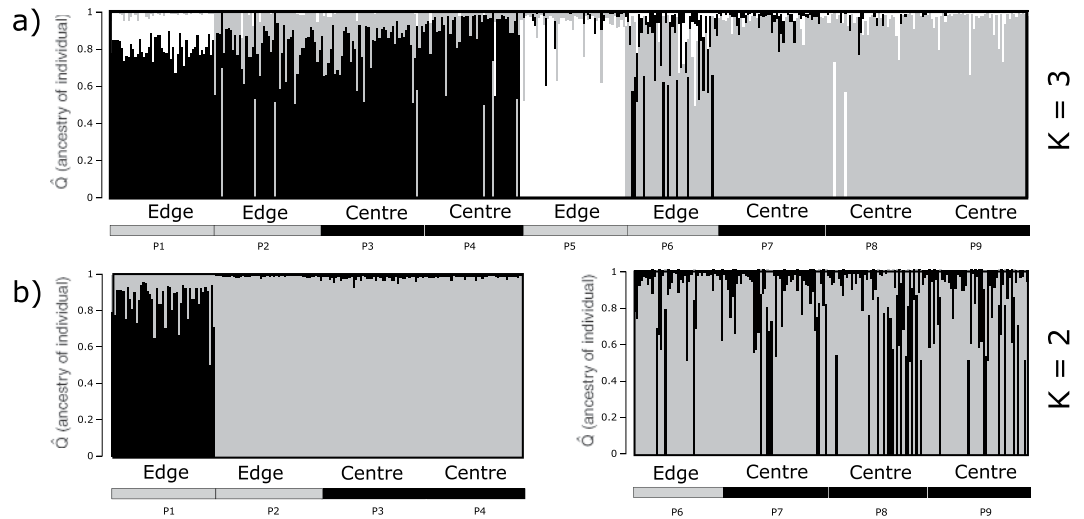 a)
Q̂ (ancestry of individual)
1
0.8
0.6
0.4
0.2
0
K = 3
Edge Edge Centre Centre Edge Edge Centre Centre Centre
P1 P2 P3 P4 P5 P6 P7 P8 P9
b)
Q̂ (ancestry of individual)
1
0.8
0.6
0.4
0.2
0
Edge Edge Centre Centre
P1 P2 P3 P4
Q̂ (ancestry of individual)
1
0.8
0.6
0.4
0.2
0
K = 2
Edge Centre Centre Centre
P6 P7 P8 P9